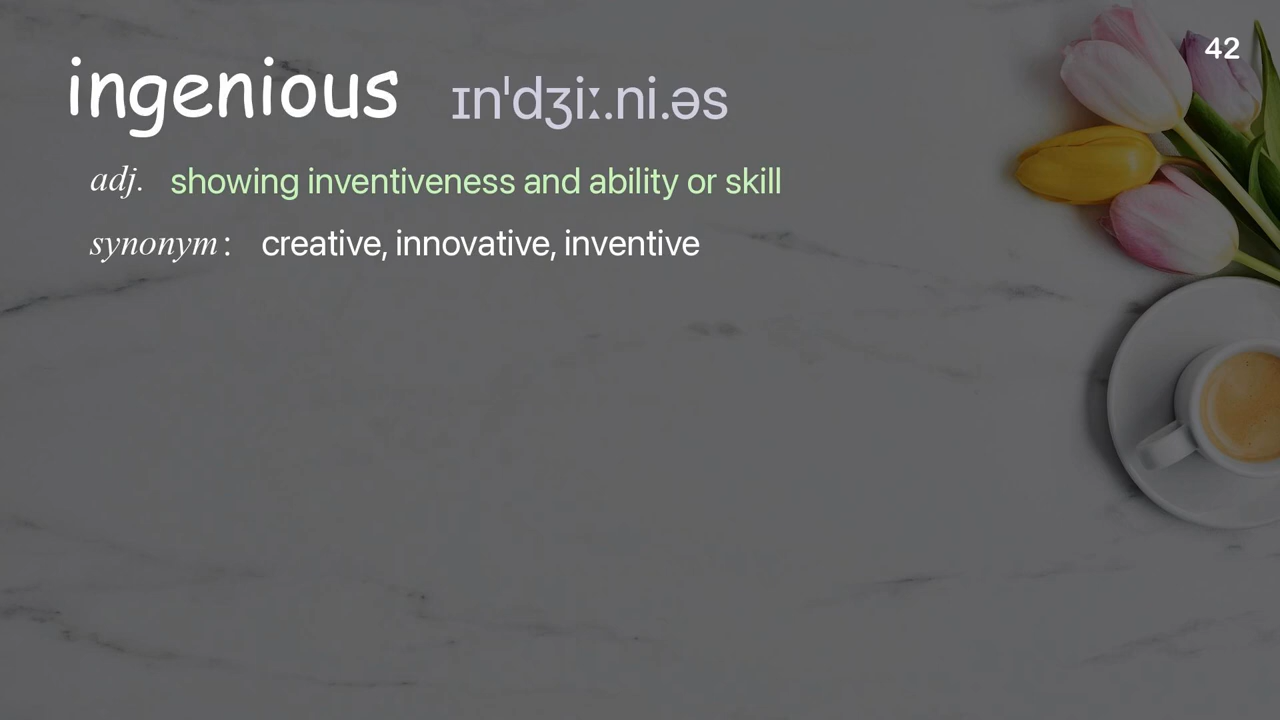 42
ingenious ɪnˈdʒiː.ni.əs
adj. showing inventiveness and ability or skill
synonym: creative, innovative, inventive